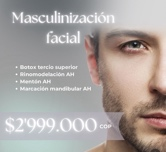 Masculinización
facial
• Botox tercio superior
• Rinomodelación AH
• Mentón AH
• Marcación mandibular AH
$2'999.000 COP